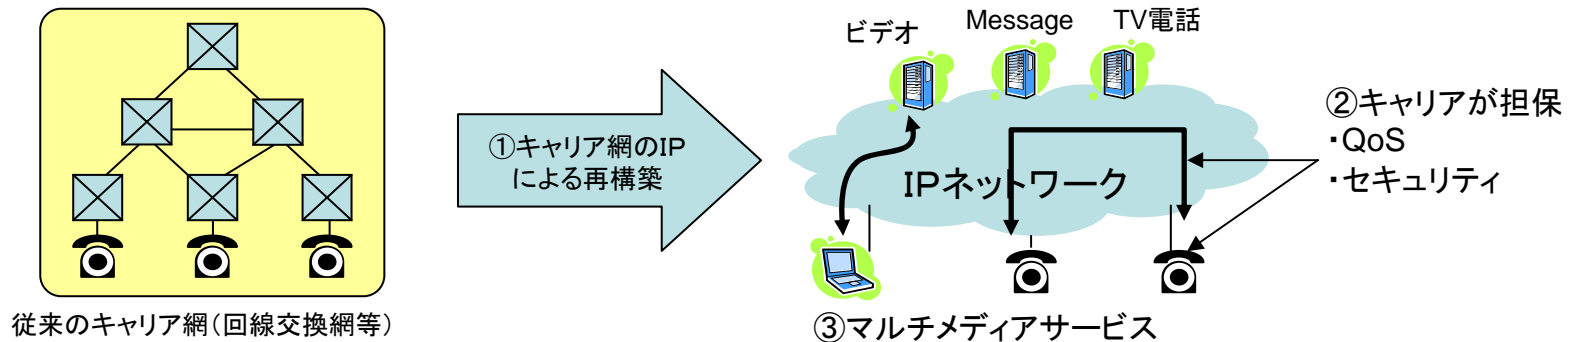 従来のキャリア網（回線交換網等）
①キャリア網のIP
による再構築
ビデオ
Message
TV電話
IPネットワーク
②キャリアが担保
・QoS
・セキュリティ
③マルチメディアサービス